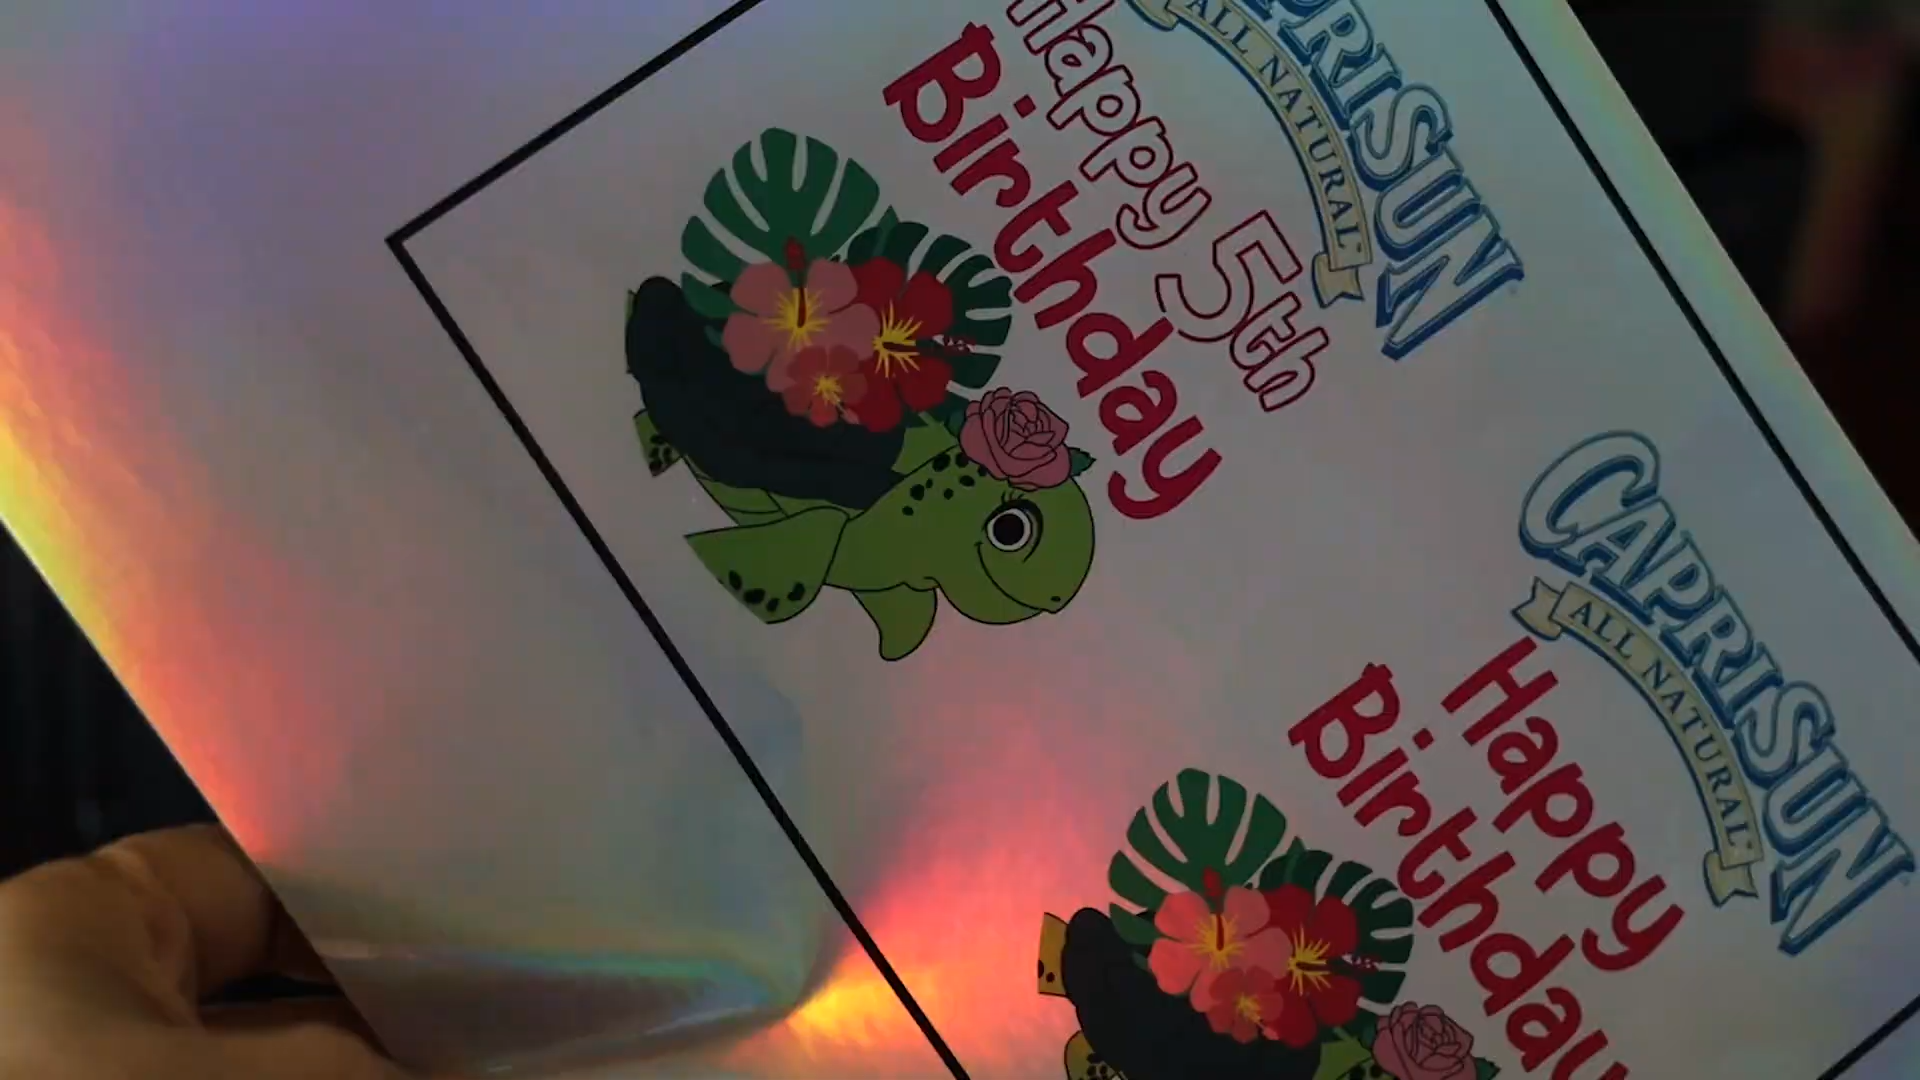 CAPRISUN
ALL NATURAL
Happy 5th
Birthday
CAPRISUN
ALL NATURAL
Happy
Birthday